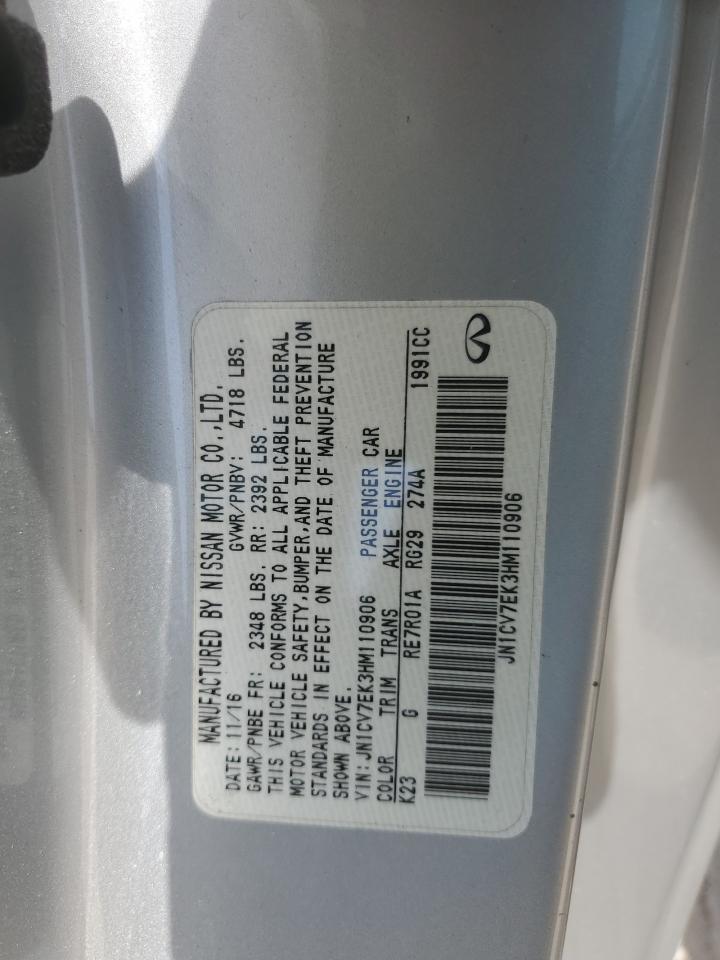 MANUFACTURED BY NISSAN MOTOR CO.,LTD.
DATE:11/16 GVWR/PNBV: 4718 LBS.
GAWR/PNBE FR: 2348 LBS. RR: 2392 LBS.
THIS VEHICLE CONFORMS TO ALL APPLICABLE FEDERAL
MOTOR VEHICLE SAFETY,BUMPER,AND THEFT PREVENTION
STANDARDS IN EFFECT ON THE DATE OF MANUFACTURE
SHOWN ABOVE.
VIN:JN1CV7EK3HM110906 PASSENGER CAR
COLOR TRIM TRANS AXLE ENGINE
K23 G RE7R01A RG29 274A 1991CC
JN1CV7EK3HM110906